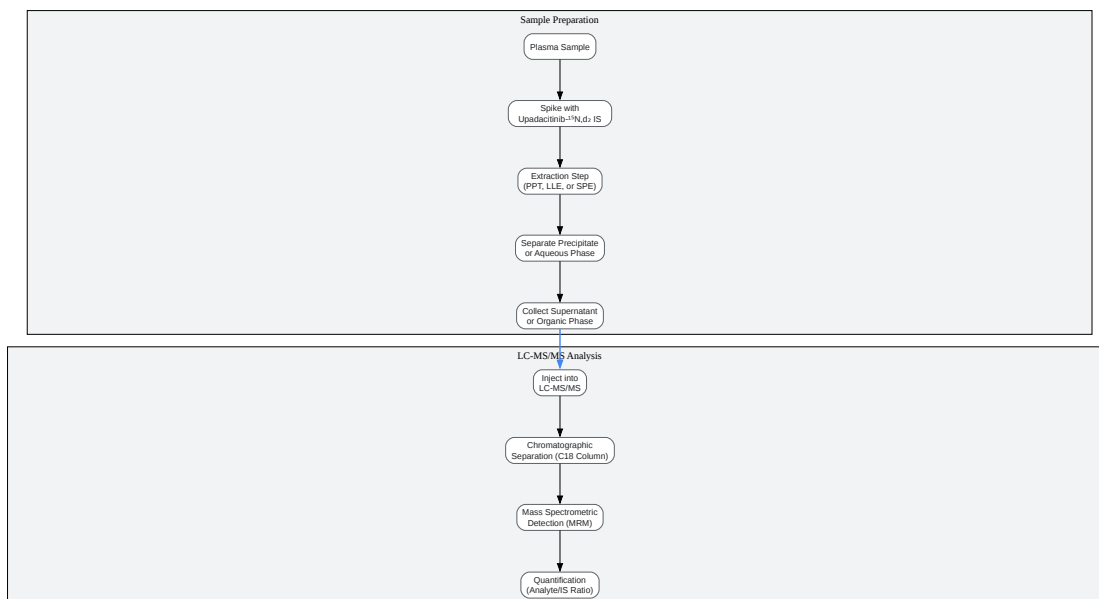 Sample Preparation
Plasma Sample
Spike with
Upadacitinib-¹⁵N,d₂ IS
Extraction Step
(PPT, LLE, or SPE)
Separate Precipitate
or Aqueous Phase
Collect Supernatant
or Organic Phase
LC-MS/MS Analysis
Inject into
LC-MS/MS
Chromatographic
Separation (C18 Column)
Mass Spectrometric
Detection (MRM)
Quantification
(Analyte/IS Ratio)